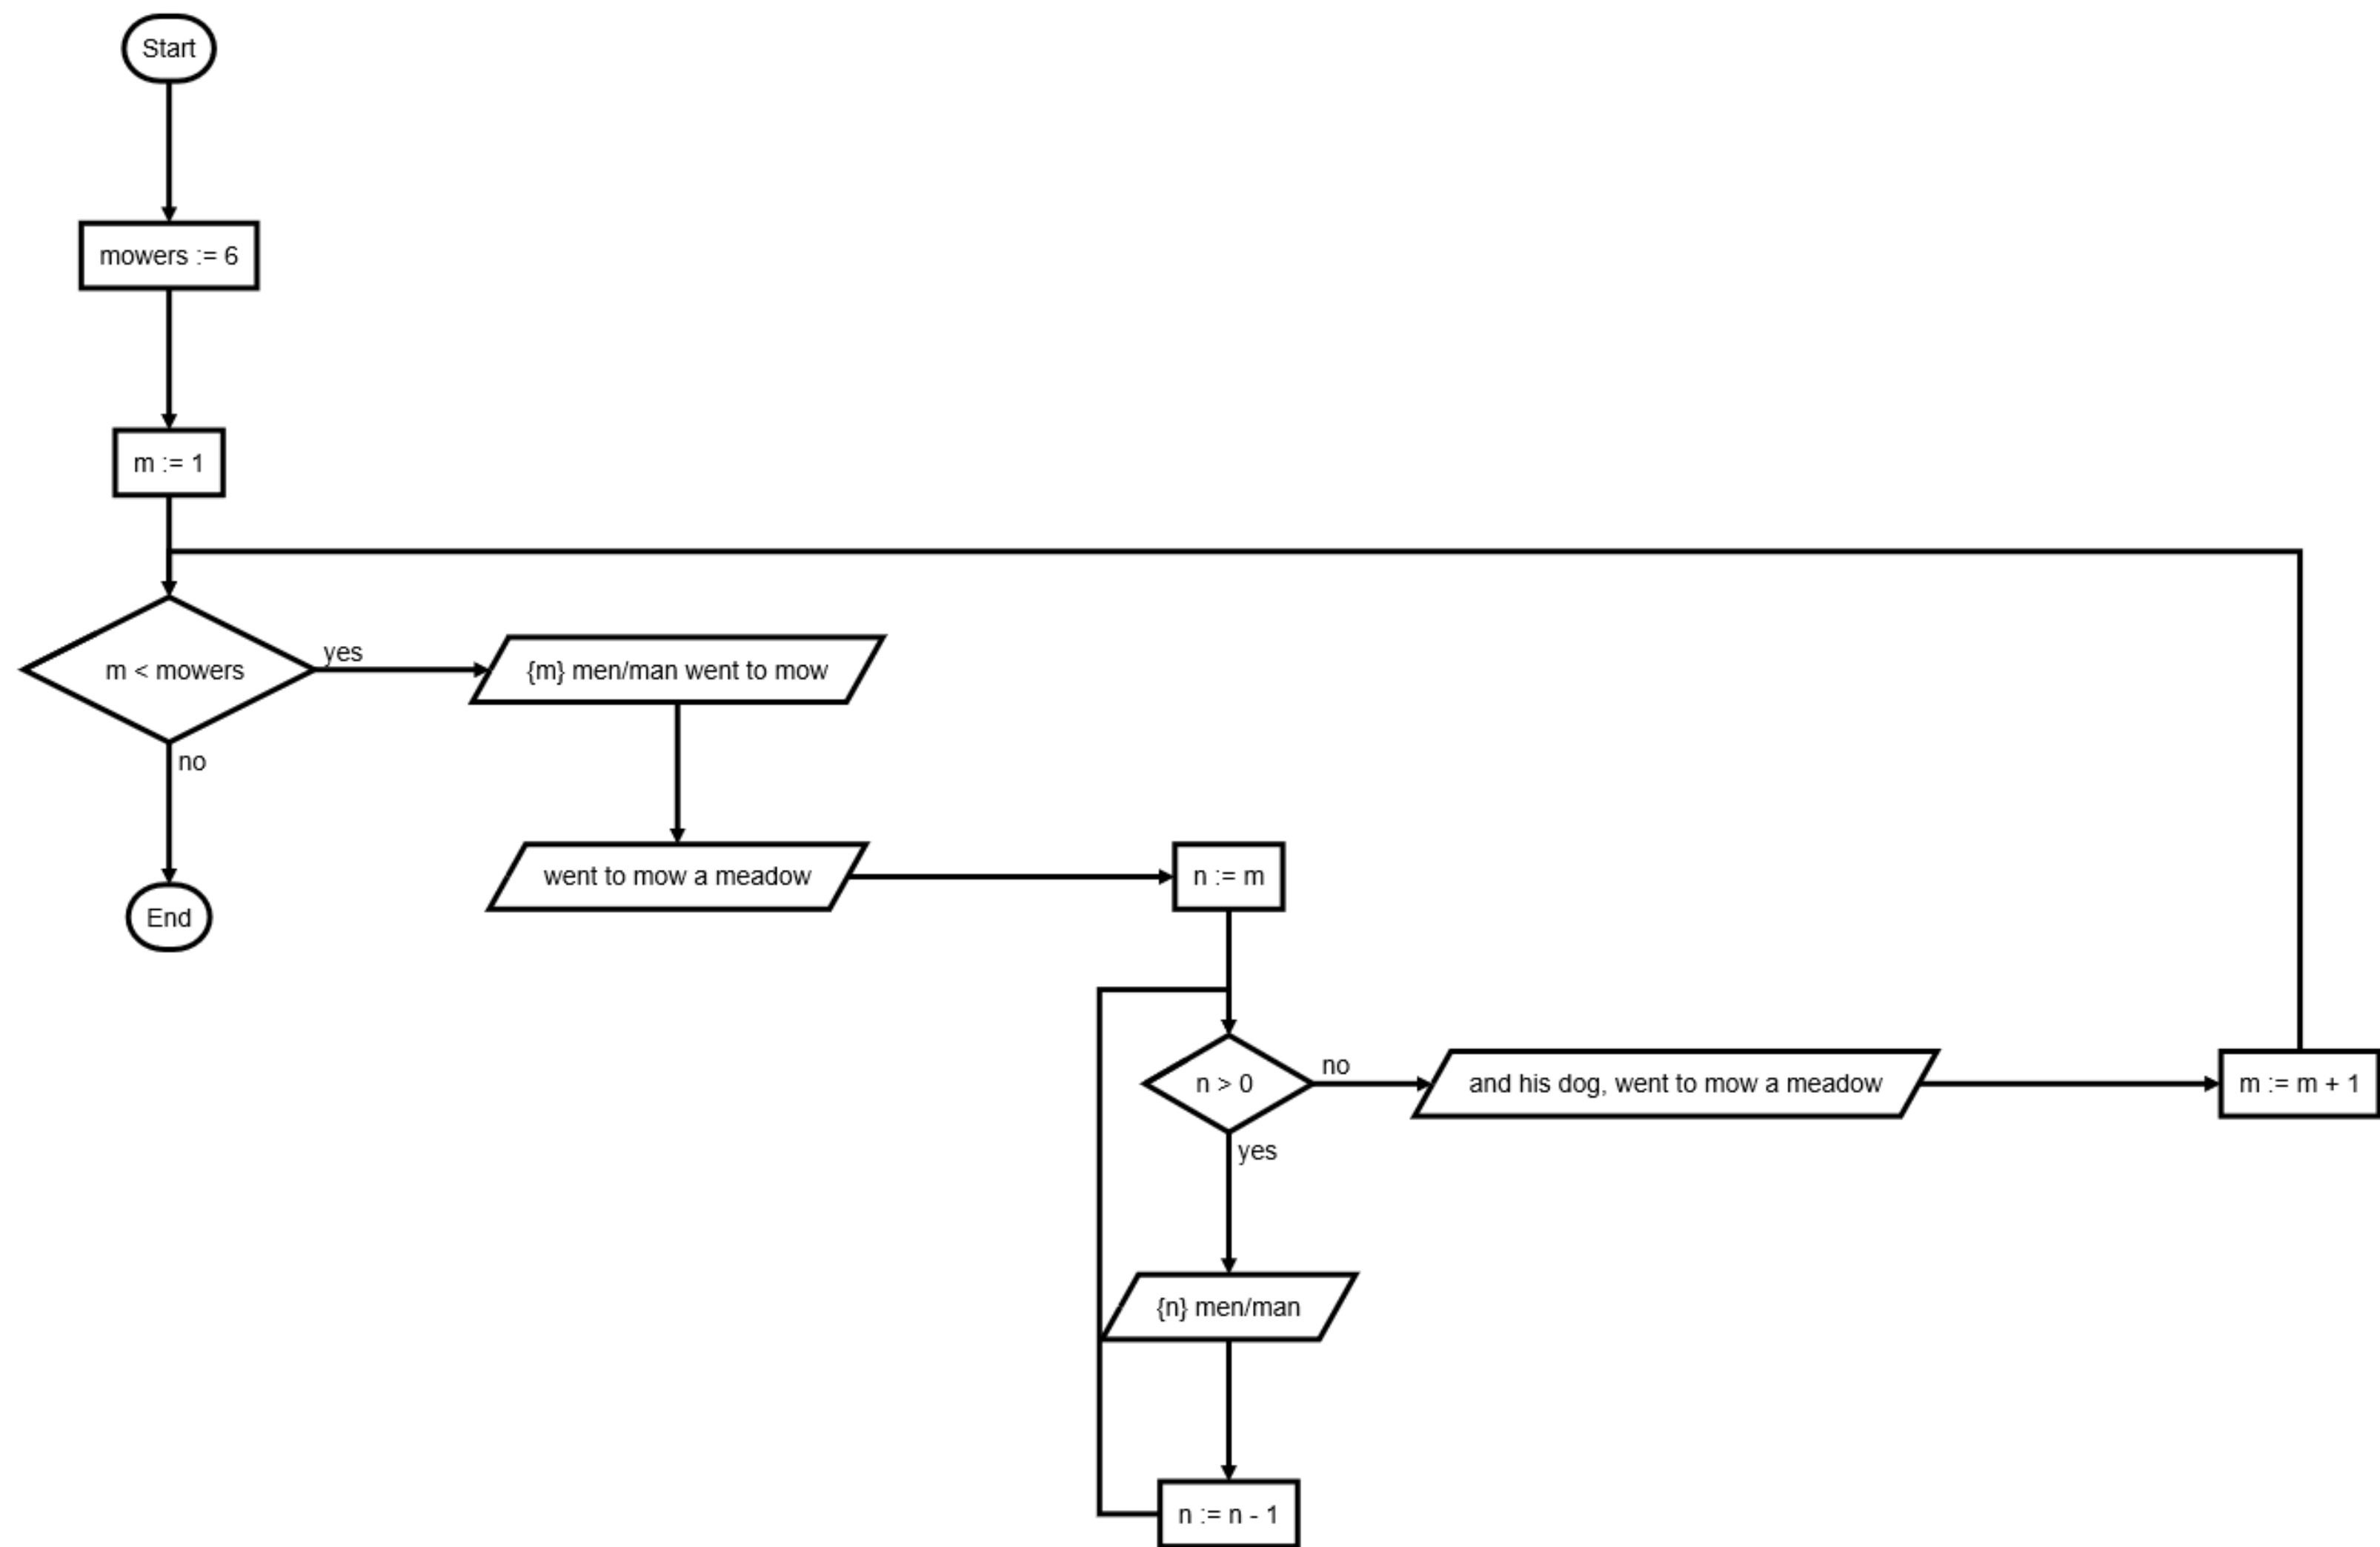 Start
mowers := 6
m := 1
m < mowers
yes
{m} men/man went to mow
no
went to mow a meadow
n := m
End
n > 0
no
and his dog, went to mow a meadow
m := m + 1
yes
{n} men/man
n := n - 1